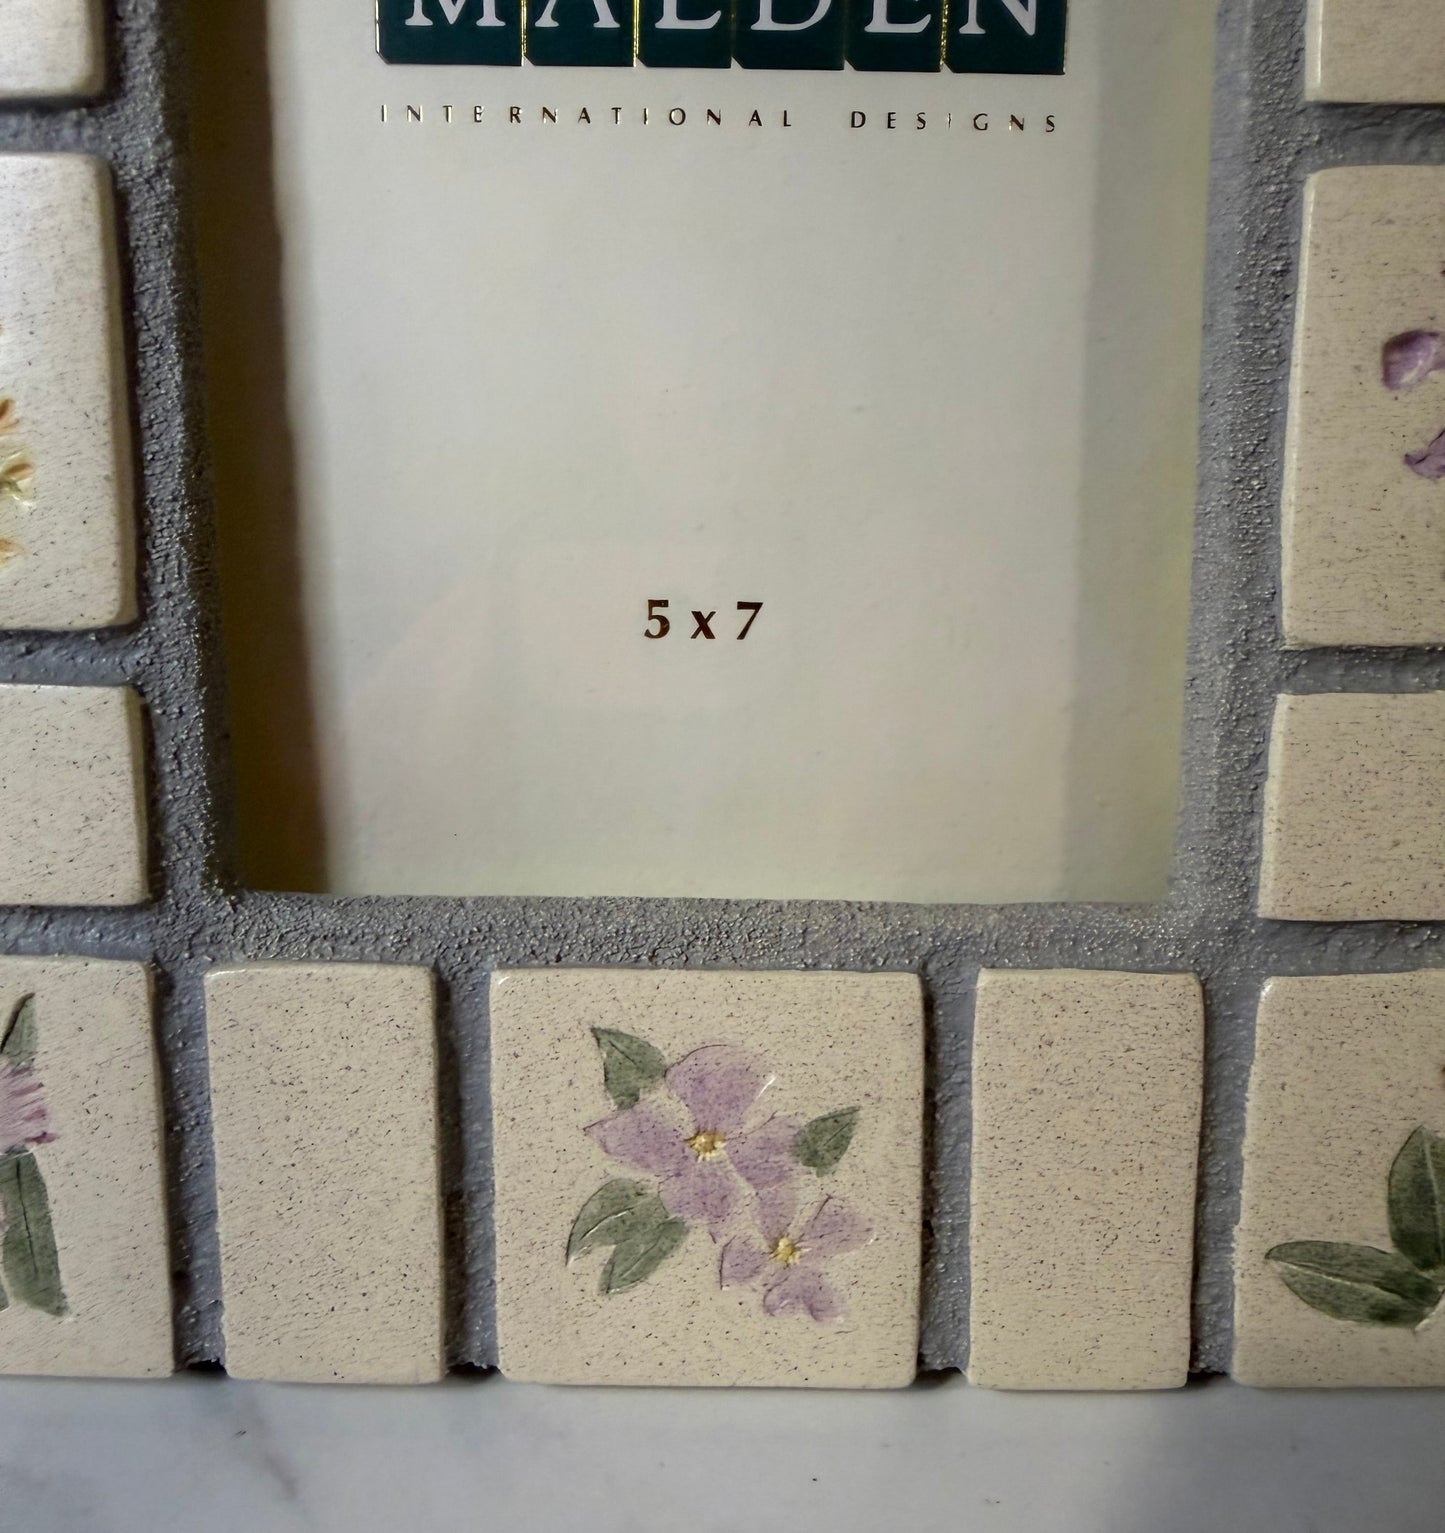 MALDEN
INTERNATIONAL DESIGNS
5 x 7